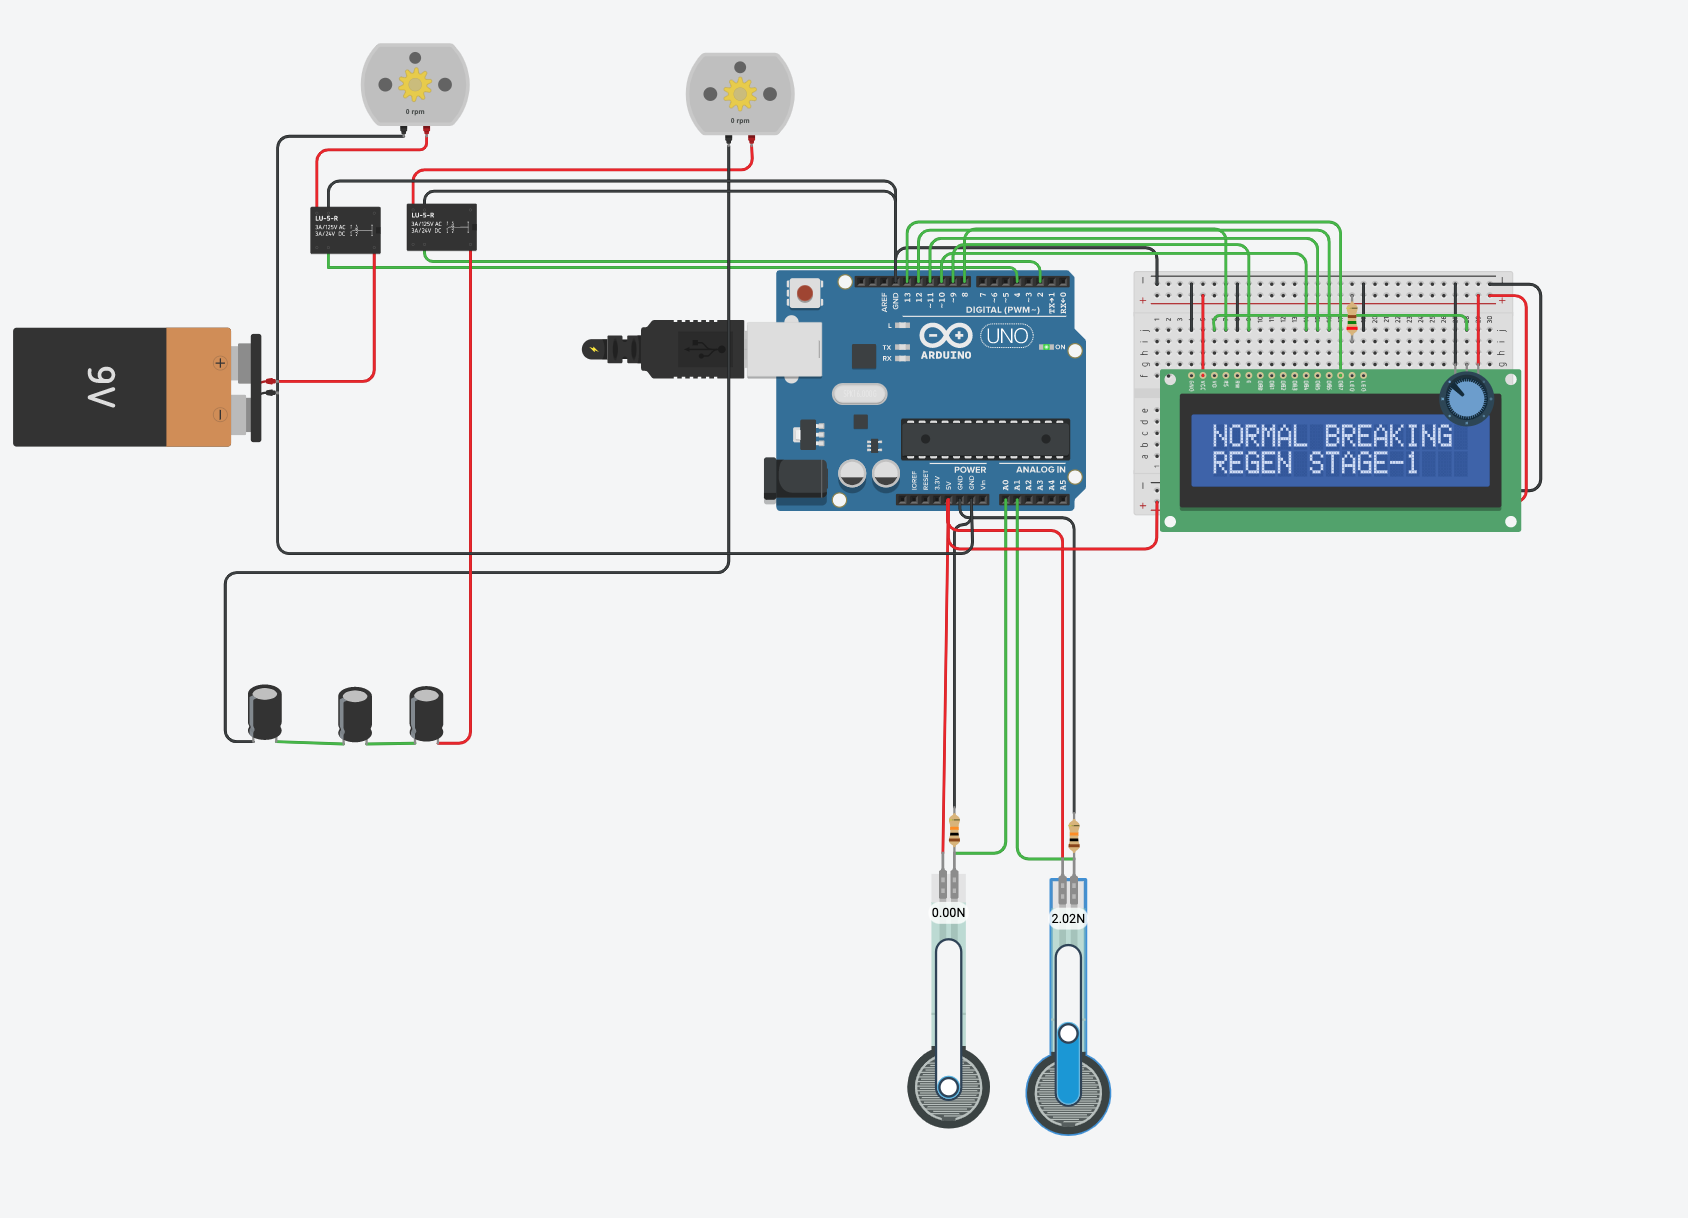 0 rpm
0 rpm
LU-5-R
3A/125V AC
3A/24V DC
LU-5-R
3A/125V AC
3A/24V DC
9V
+
−
AREF
GND
13
12
~11
~10
~9
8
7
~6
~5
4
~3
2
TX→1
RX←0
DIGITAL (PWM~)
L
TX
RX
UNO
ARDUINO
ON
POWER
ANALOG IN
IOREF
RESET
3.3V
5V
GND
GND
Vin
A0
A1
A2
A3
A4
A5
NORMAL BREAKING
REGEN STAGE-1
0.00N
2.02N